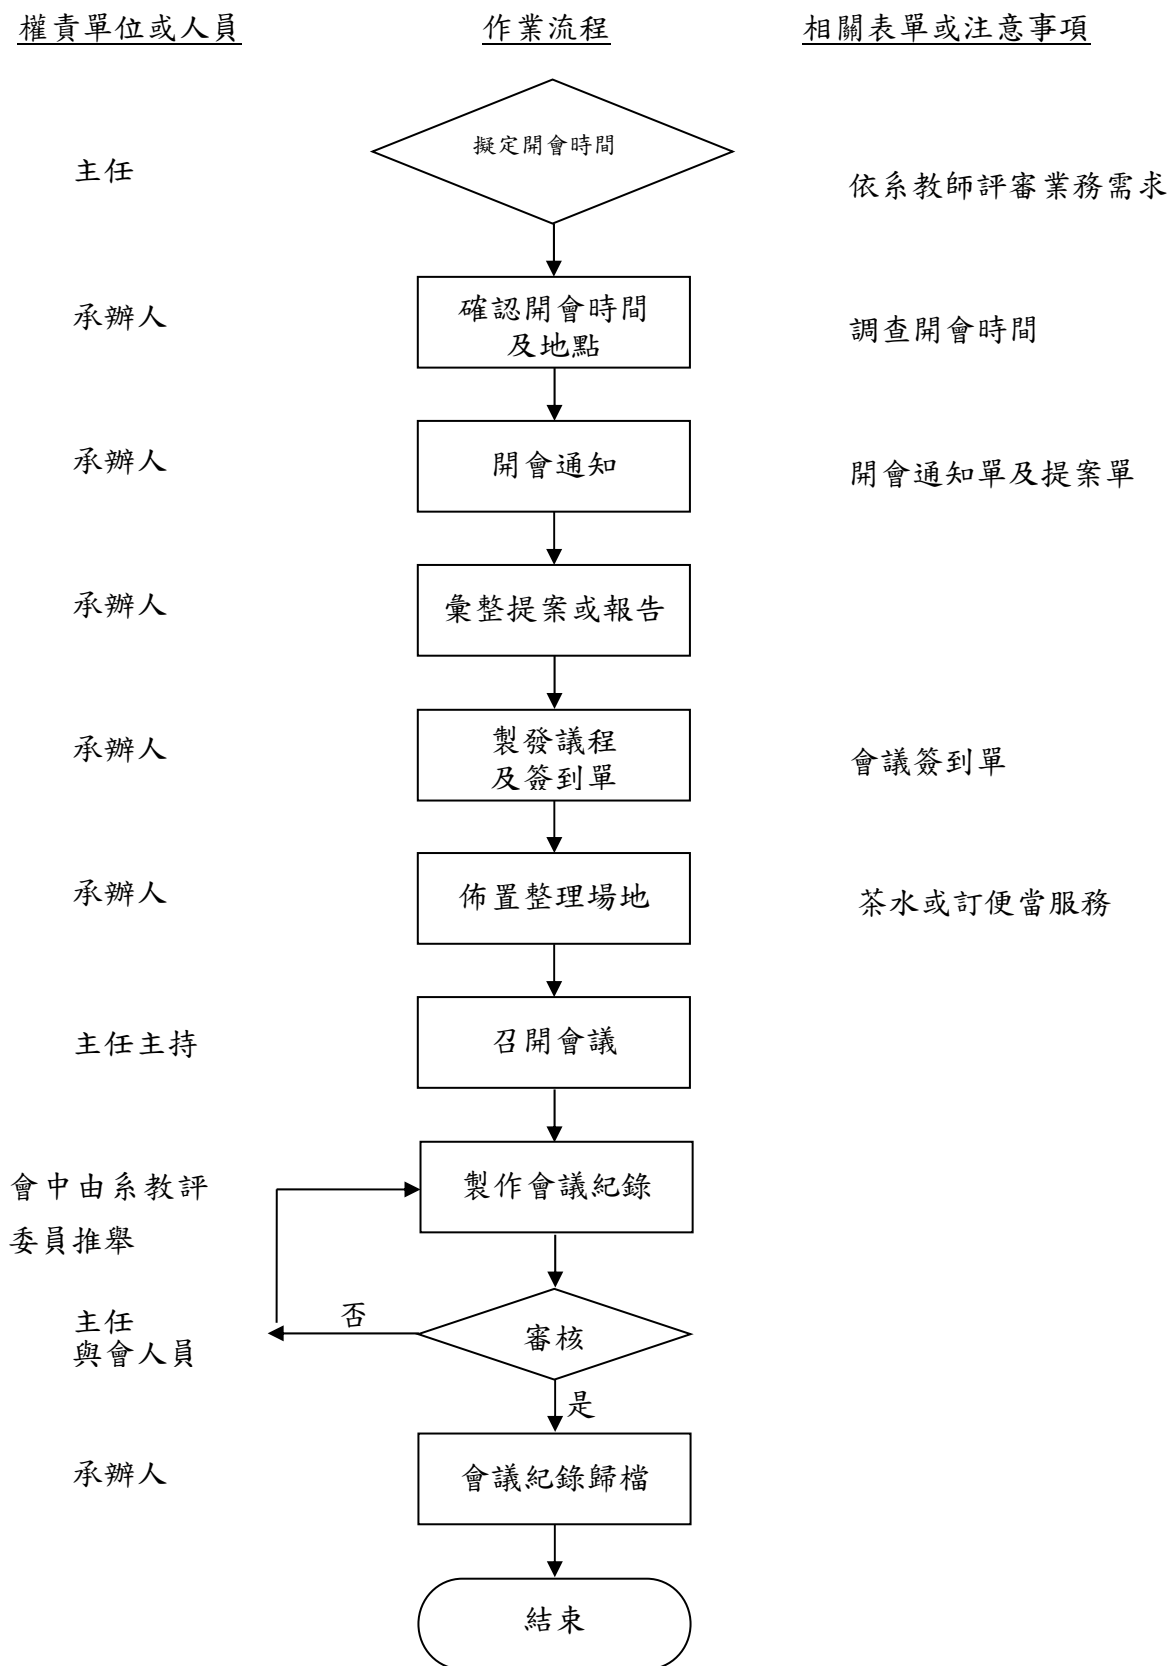 權責單位或人員
作業流程
相關表單或注意事項
擬定開會時間
主任
依系教師評審業務需求
承辦人
確認開會時間
及地點
調查開會時間
承辦人
開會通知
開會通知單及提案單
承辦人
彙整提案或報告
承辦人
製發議程
及簽到單
會議簽到單
承辦人
佈置整理場地
茶水或訂便當服務
主任主持
召開會議
會中由系教評
委員推舉
製作會議紀錄
主任
與會人員
否
審核
是
承辦人
會議紀錄歸檔
結束